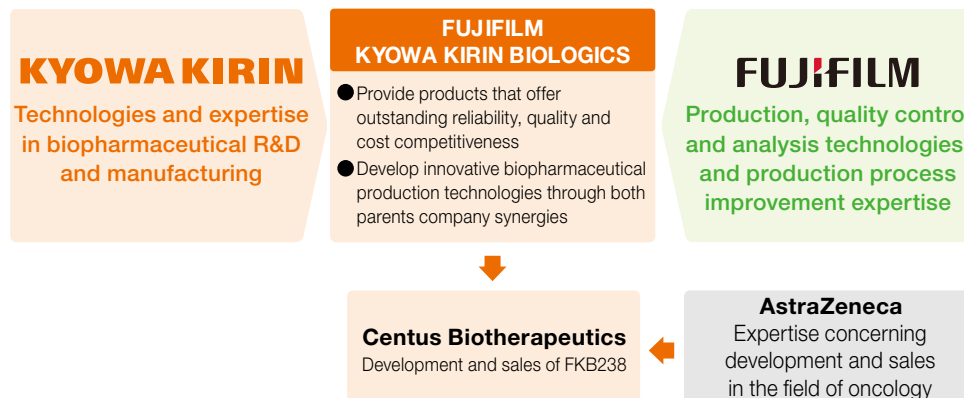 KYOWA KIRIN
Technologies and expertise
in biopharmaceutical R&D
and manufacturing
FUJIFILM
KYOWA KIRIN BIOLOGICS
●Provide products that offer
outstanding reliability, quality and
cost competitiveness
●Develop innovative biopharmaceutical
production technologies through both
parents company synergies
FUJIFILM
Production, quality contro
and analysis technologies
and production process
improvement expertise
Centus Biotherapeutics
Development and sales of FKB238
AstraZeneca
Expertise concerning
development and sales
in the field of oncology